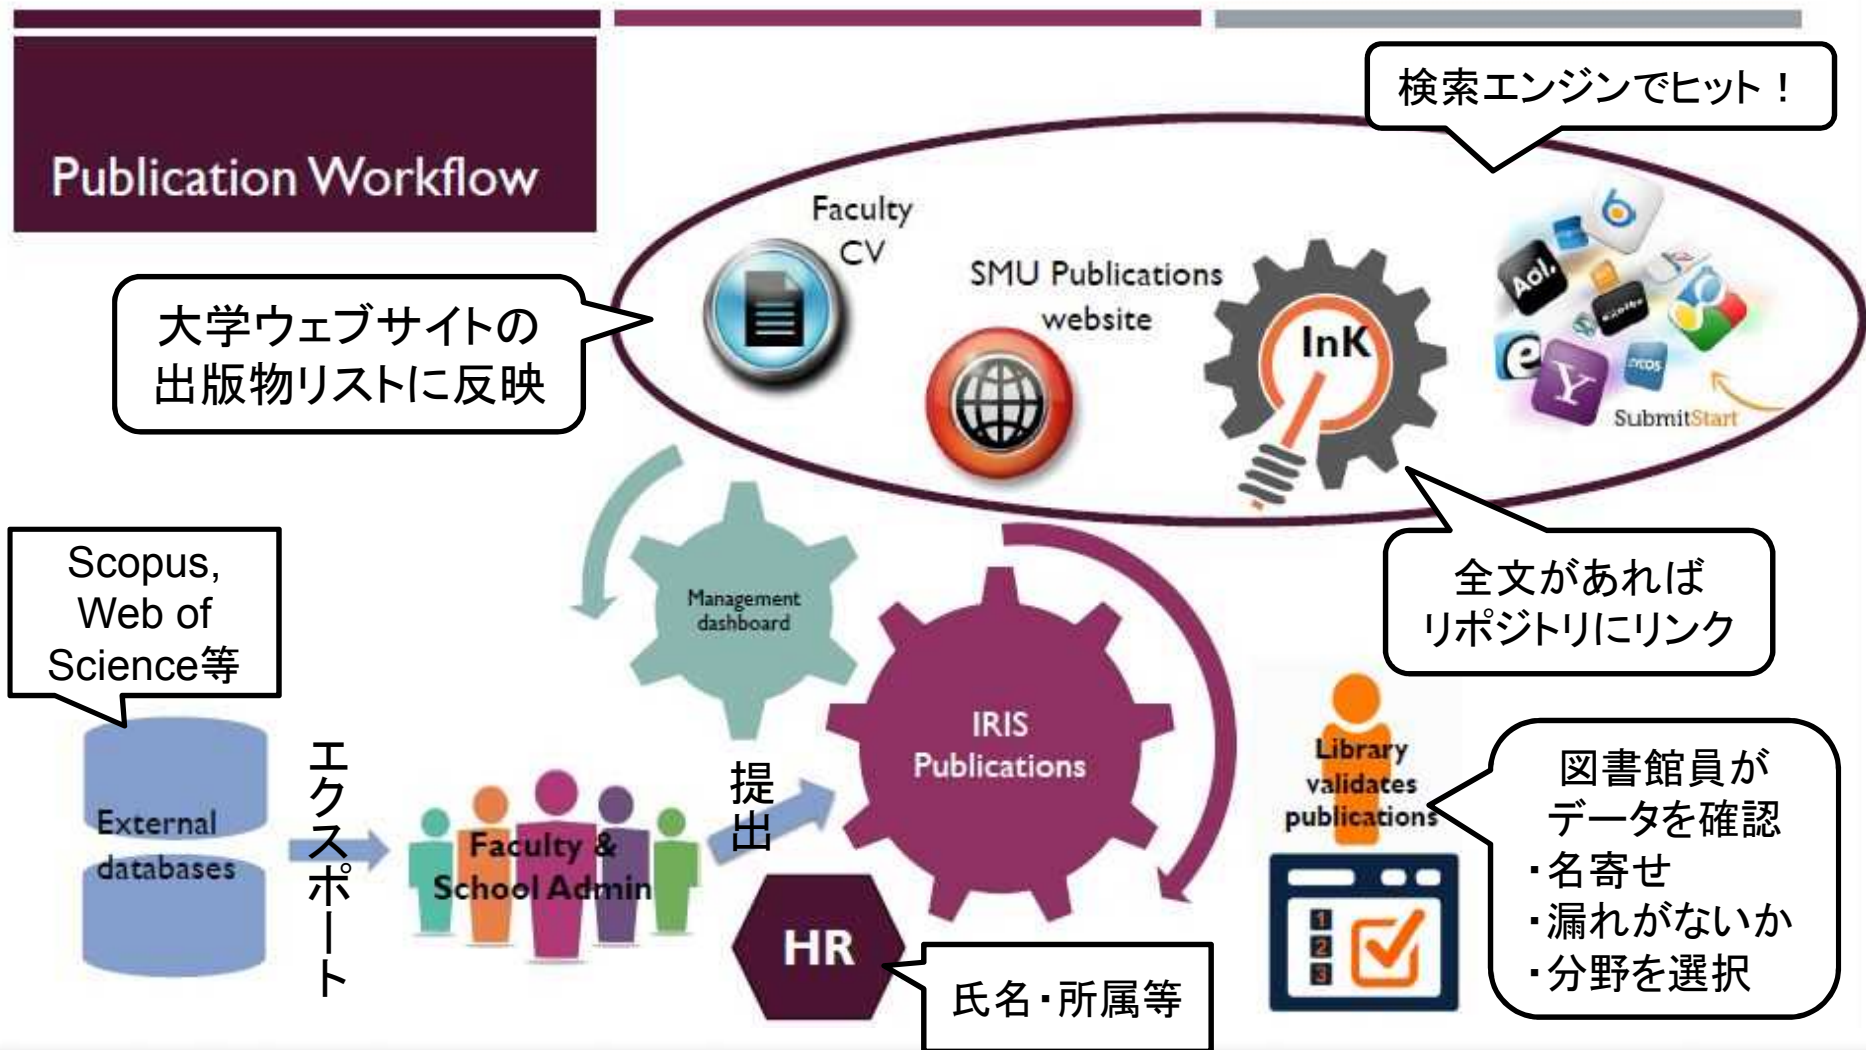 Publication Workflow
検索エンジンでヒット！
Faculty
CV
SMU Publications
website
InK
Aol.
e
Y
SubmitStart
大学ウェブサイトの
出版物リストに反映
Scopus,
Web of
Science等
Management
dashboard
全文があれば
リポジトリにリンク
External
databases
エクスポート
Faculty &
School Admin
提出
IRIS
Publications
HR
氏名・所属等
Library
validates
publications
1
2
3
図書館員が
データを確認
・名寄せ
・漏れがないか
・分野を選択